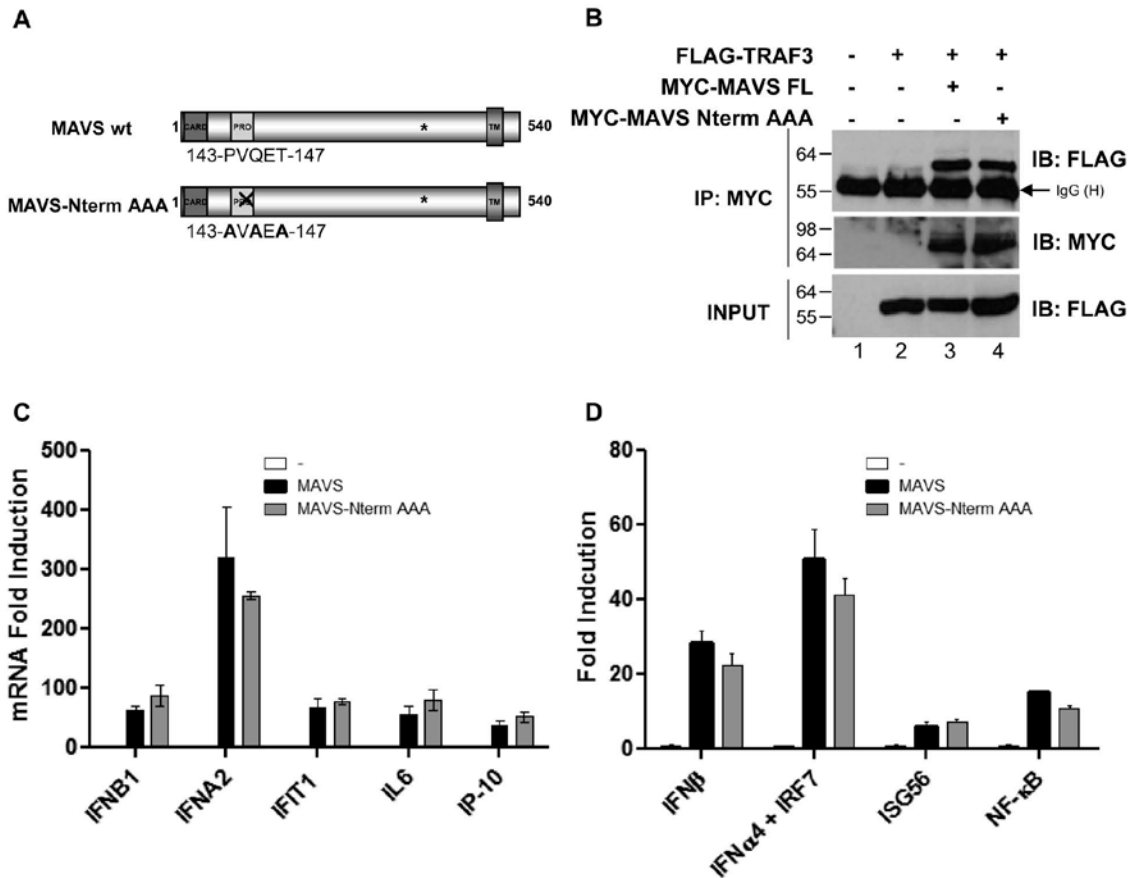 A
MAVS wt
1
CARD
PRO
*
TM
540
143-PVQET-147
MAVS-Nterm AAA
1
CARD
*
TM
540
143-AVAEA-147
B
FLAG-TRAF3 - + + +
MYC-MAVS FL - - + -
MYC-MAVS Nterm AAA - - - +
IP: MYC
64
55
IB: FLAG
IgG (H)
98
64
IB: MYC
INPUT
64
55
IB: FLAG
1 2 3 4
C
mRNA Fold Induction
500
400
300
200
100
0
-
MAVS
MAVS-Nterm AAA
IFNB1
IFNA2
IFIT1
IL6
IP-10
D
Fold Indcution
80
60
40
20
0
-
MAVS
MAVS-Nterm AAA
IFNβ
IFNα4 + IRF7
ISG56
NF-κB